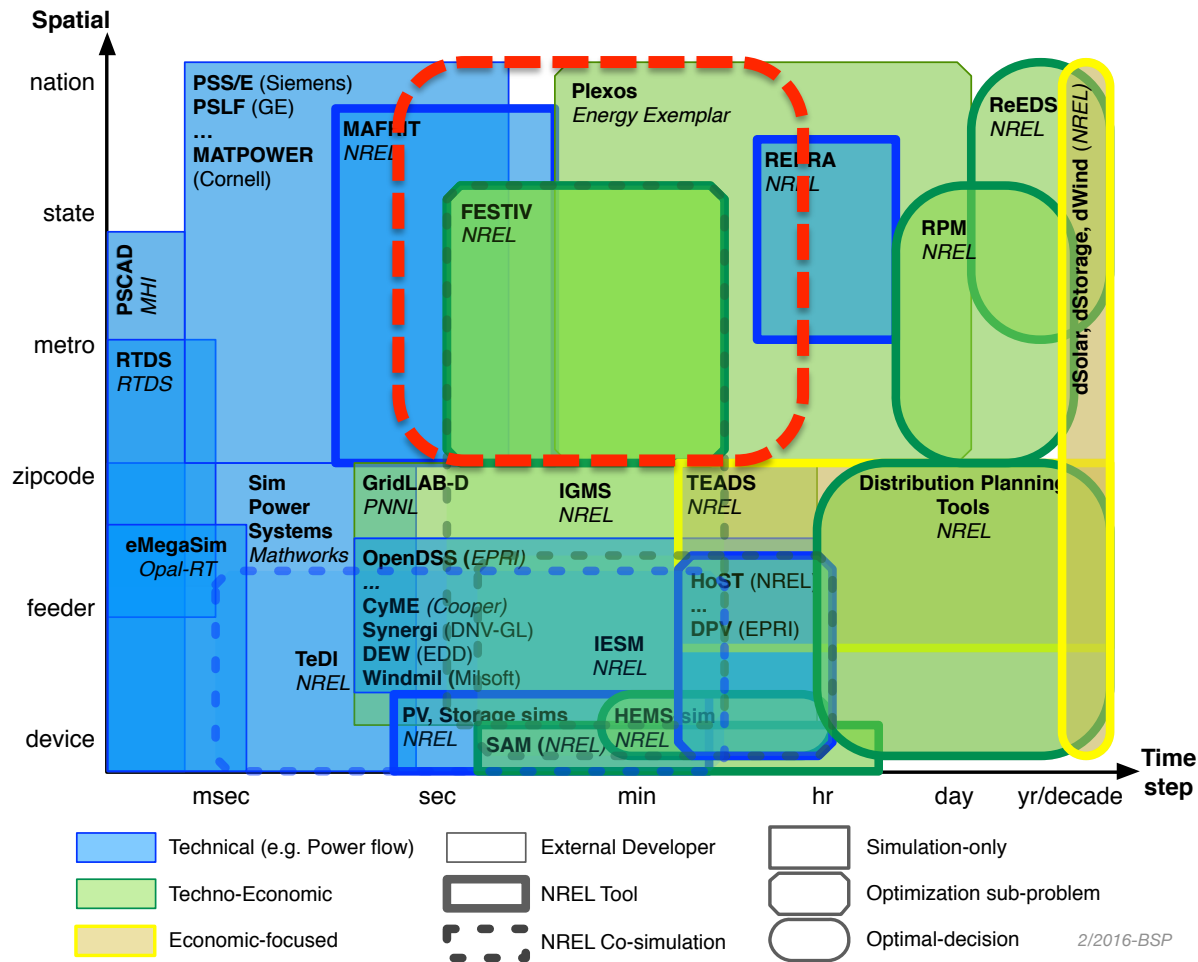 Spatial
nation
state
metro
zipcode
feeder
device
PSS/E (Siemens)
PSLF (GE)
...
MATPOWER
(Cornell)
MAFRIT
NREL
Plexos
Energy Exemplar
REPRA
NREL
ReEDS
NREL
dSolar, dStorage, dWind (NREL)
FESTIV
NREL
RPM
NREL
PSCAD
MHI
RTDS
RTDS
Sim
Power
Systems
Mathworks
GridLAB-D
PNNL
IGMS
NREL
TEADS
NREL
Distribution Planning
Tools
NREL
eMegaSim
Opal-RT
OpenDSS (EPRI)
...
CyME (Cooper)
Synergi (DNV-GL)
DEW (EDD)
Windmil (Milsoft)
HoST (NREL)
...
DPV (EPRI)
TeDI
NREL
IESM
NREL
PV, Storage sims
NREL
HEMS sim
NREL
SAM (NREL)
msec
sec
min
hr
day
yr/decade
Time
step
Technical (e.g. Power flow)
Techno-Economic
Economic-focused
External Developer
NREL Tool
NREL Co-simulation
Simulation-only
Optimization sub-problem
Optimal-decision
2/2016-BSP